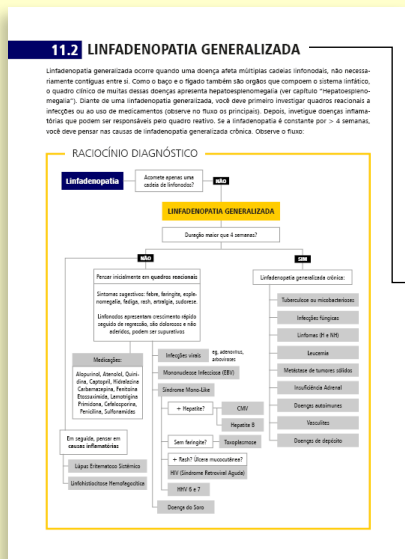 11.2 LINFADENOPATIA GENERALIZADA
Linfadenopatia generalizada ocorre quando uma doença afeta múltiplas cadeias linfonodais, não necessa-
riamente contíguas entre si. Como o baço e o fígado também são orgãos que compoem o sistema linfático,
o quadro clínico de muitas dessas doenças apresenta hepatoesplenomegalia (ver capítulo "Hepatoespleno-
megalia"). Diante de uma linfadenopatia generalizada, você deve primeiro investigar quadros reacionais a
infecções ou ao uso de medicamentos (observe no fluxo os principais). Depois, invetigue doenças inflama-
tórias que podem ser responsáveis pelo quadro reativo. Se a linfadenopatia é constante por > 4 semanas,
você deve pensar nas causas de linfadenopatia generalizada crônica. Observe o fluxo:
RACIOCÍNIO DIAGNÓSTICO
Linfadenopatia
Acomete apenas uma
cadeia de linfonodos?
NÃO
LINFADENOPATIA GENERALIZADA
Duração maior que 4 semanas?
NÃO
SIM
Pensar inicialmente em quadros reacionais
Sintomas sugestivos: febre, faringite, esple-
nomegalia, fadiga, rash, artralgia, sudorese.
Linfonodos apresentam crescimento rápido
seguido de regressão, são dolorosos e não
aderidos, podem ser supurativos
Linfadenopatia generalizada crônica:
Tuberculose ou micobacterioses
Infecções fúngicas
Linfomas (H e NH)
Leucemia
Metástase de tumores sólidos
Insuficiência Adrenal
Doenças autoimunes
Vasculites
Doenças de depósito
Medicações:
Alopurinol, Atenolol, Quini-
dina, Captopril, Hidralazina
Carbamazepina, Fenitoína
Etossuximida, Lamotrigina
Primidona, Cefalosporina,
Penicilina, Sulfonamidas
Em seguida, pensar em
causas inflamatórias
Lúpus Eritematoso Sistêmico
Linfohistiocitose Hemofagocítica
Infecções virais
eg, adenovirus,
arboviroses
Mononucleose Infecciosa (EBV)
Síndrome Mono-Like
+ Hepatite?
CMV
Hepatite B
Sem faringite?
Toxoplasmose
+ Rash? Úlcera mucocutânea?
HIV (Síndrome Retroviral Aguda)
HHV 6 e 7
Doença do Soro